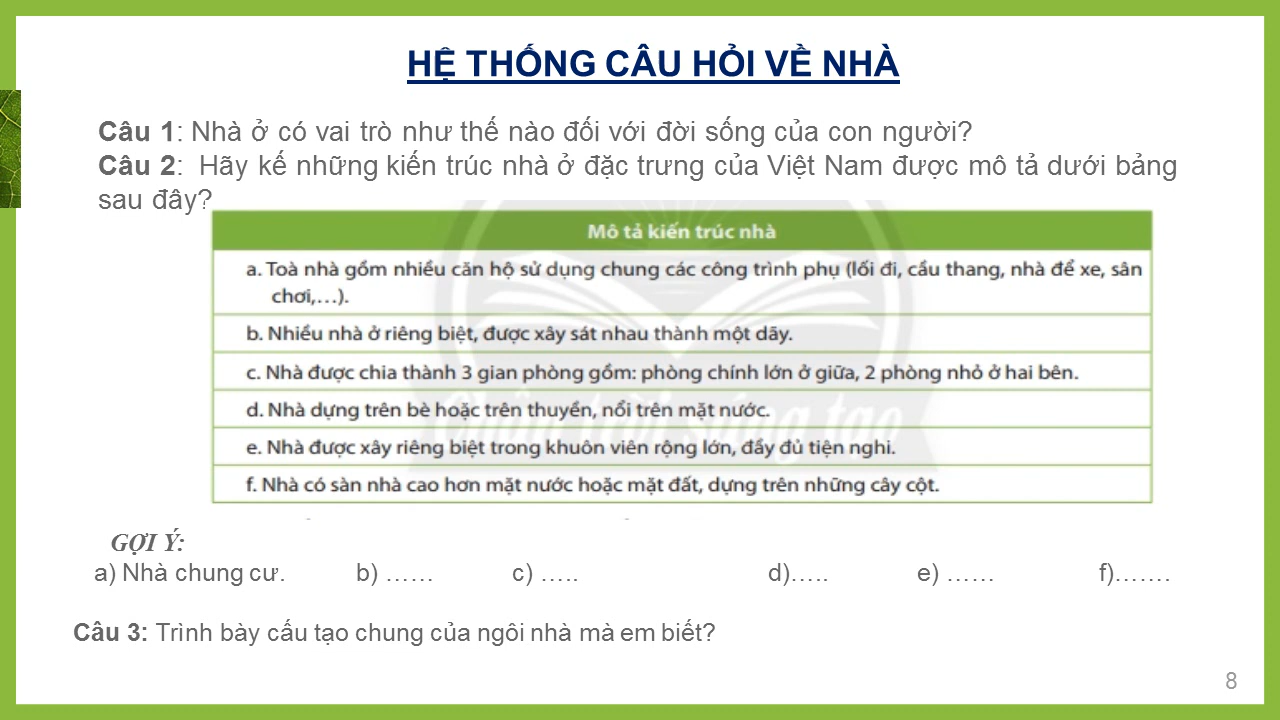 HỆ THỐNG CÂU HỎI VỀ NHÀ
Câu 1: Nhà ở có vai trò như thế nào đối với đời sống của con người?
Câu 2:  Hãy kế những kiến trúc nhà ở đặc trưng của Việt Nam được mô tả dưới bảng
sau đây?
Mô tả kiến trúc nhà
a. Toà nhà gồm nhiều căn hộ sử dụng chung các công trình phụ (lối đi, cầu thang, nhà để xe, sân
chơi,...).
b. Nhiều nhà ở riêng biệt, được xây sát nhau thành một dãy.
c. Nhà được chia thành 3 gian phòng gồm: phòng chính lớn ở giữa, 2 phòng nhỏ ở hai bên.
d. Nhà dựng trên bè hoặc trên thuyền, nổi trên mặt nước.
e. Nhà được xây riêng biệt trong khuôn viên rộng lớn, đầy đủ tiện nghi.
f. Nhà có sàn nhà cao hơn mặt nước hoặc mặt đất, dựng trên những cây cột.
Chân trời sáng tạo
GỢI Ý:
a) Nhà chung cư. b) …… c) ….. d)….. e) …… f)…….
Câu 3: Trình bày cấu tạo chung của ngôi nhà mà em biết?
8